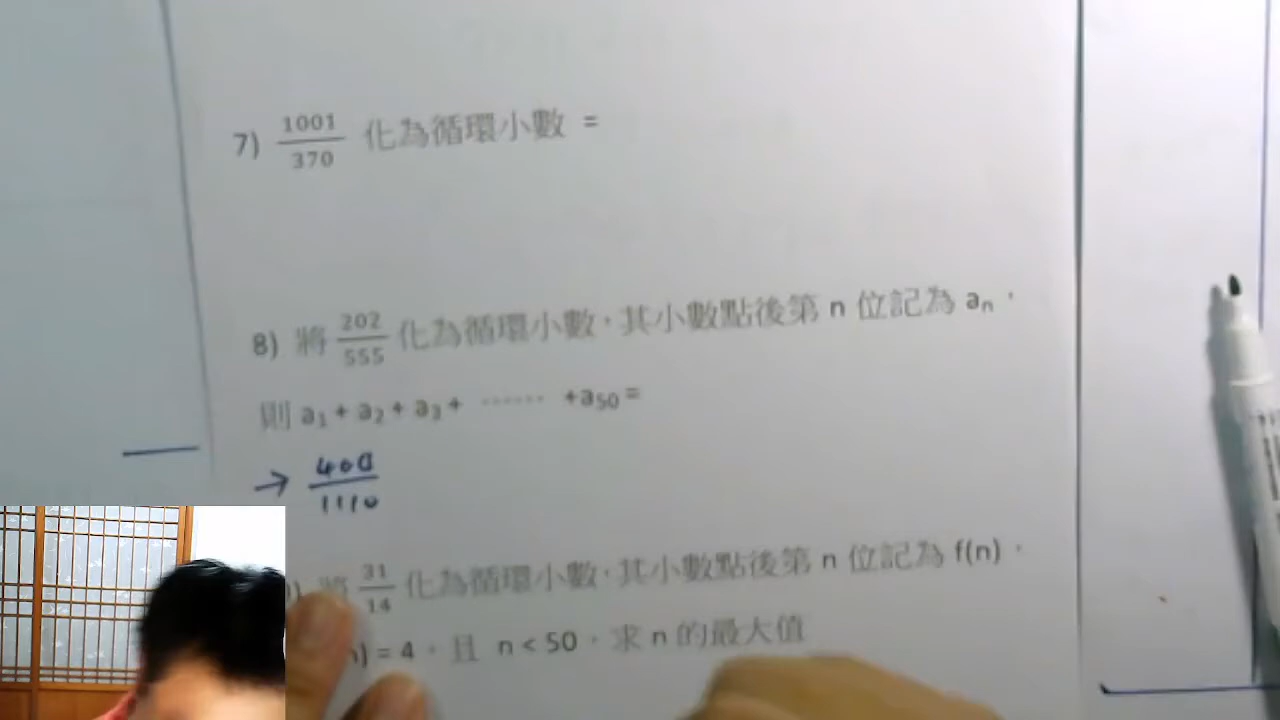 7) 1001/370 化為循環小數 =
8) 將 202/555 化為循環小數，其小數點後第 n 位記為 aₙ，
則 a₁ + a₂ + a₃ + …… + a₅₀ =
→ 404/1110
將 31/14 化為循環小數，其小數點後第 n 位記為 f(n)，
) = 4，且 n < 50，求 n 的最大值